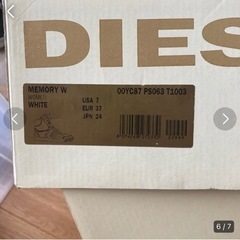 DIES
MEMORY W
00YC87 PS063 T1003
WHITE
USA 7
EUR 37
JPN 24
6 / 7